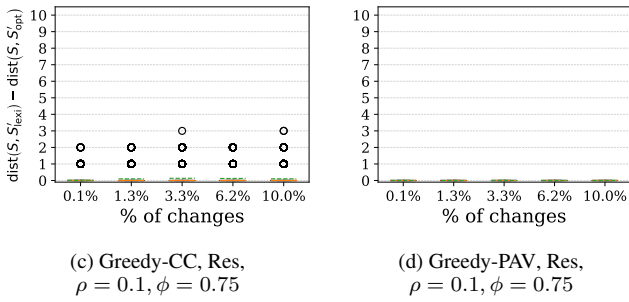 dist(S, S′lexi) − dist(S, S′opt)
10
9
8
7
6
5
4
3
2
1
0
0.1% 1.3% 3.3% 6.2% 10.0%
% of changes
(c) Greedy-CC, Res,
ρ = 0.1, ϕ = 0.75
10
9
8
7
6
5
4
3
2
1
0
0.1% 1.3% 3.3% 6.2% 10.0%
% of changes
(d) Greedy-PAV, Res,
ρ = 0.1, ϕ = 0.75